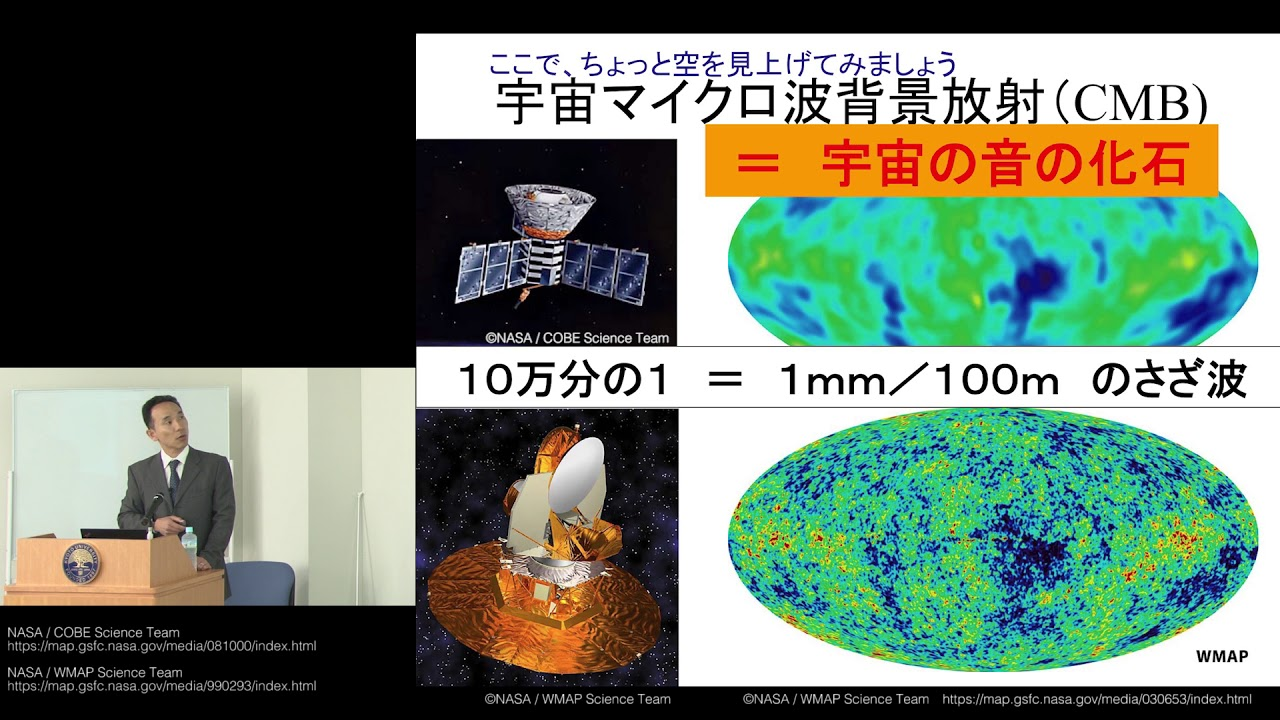 ここで、ちょっと空を見上げてみましょう
宇宙マイクロ波背景放射（CMB）
＝　宇宙の音の化石
©NASA / COBE Science Team
１０万分の１　＝　１ｍｍ／１００ｍ　のさざ波
WMAP
NASA / COBE Science Team
https://map.gsfc.nasa.gov/media/081000/index.html
NASA / WMAP Science Team
https://map.gsfc.nasa.gov/media/990293/index.html
©NASA / WMAP Science Team
©NASA / WMAP Science Team https://map.gsfc.nasa.gov/media/030653/index.html